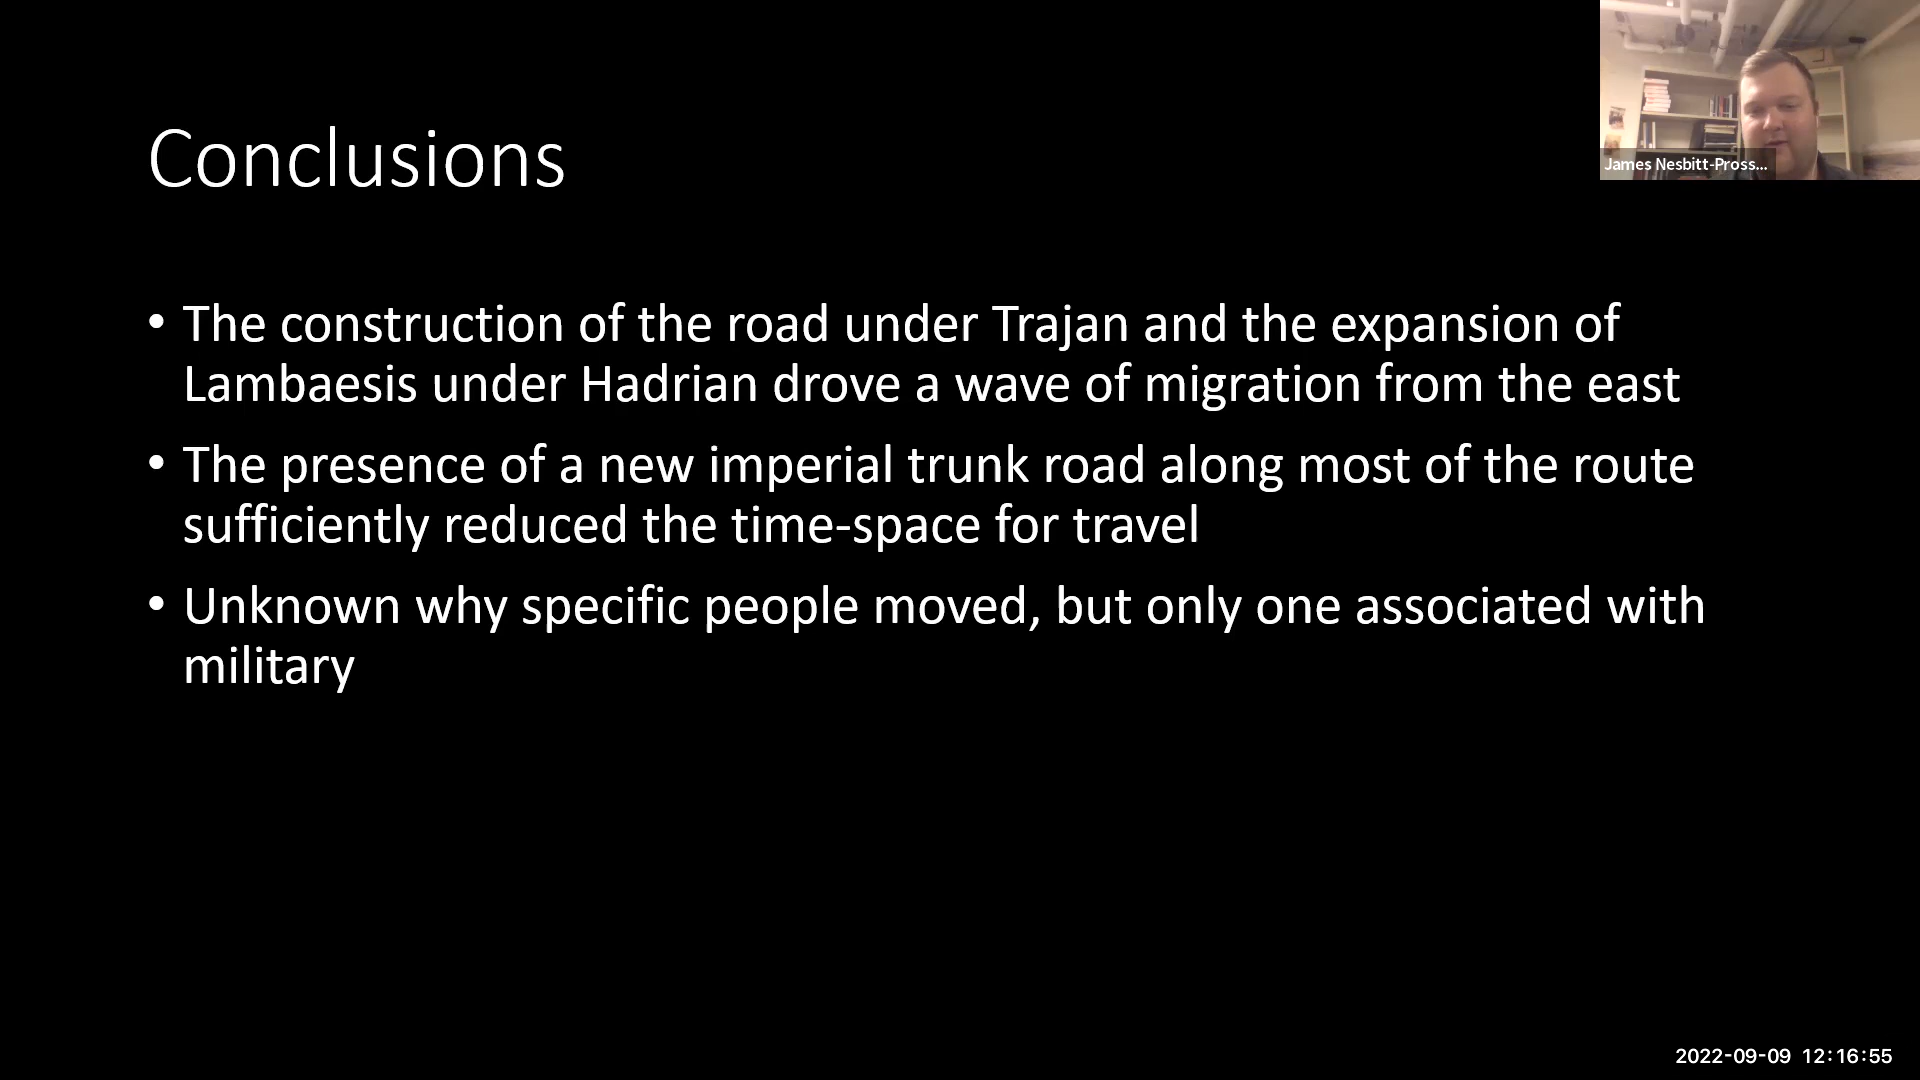 James Nesbitt-Pross...
Conclusions
• The construction of the road under Trajan and the expansion of
Lambaesis under Hadrian drove a wave of migration from the east
• The presence of a new imperial trunk road along most of the route
sufficiently reduced the time-space for travel
• Unknown why specific people moved, but only one associated with
military
2022-09-09 12:16:55